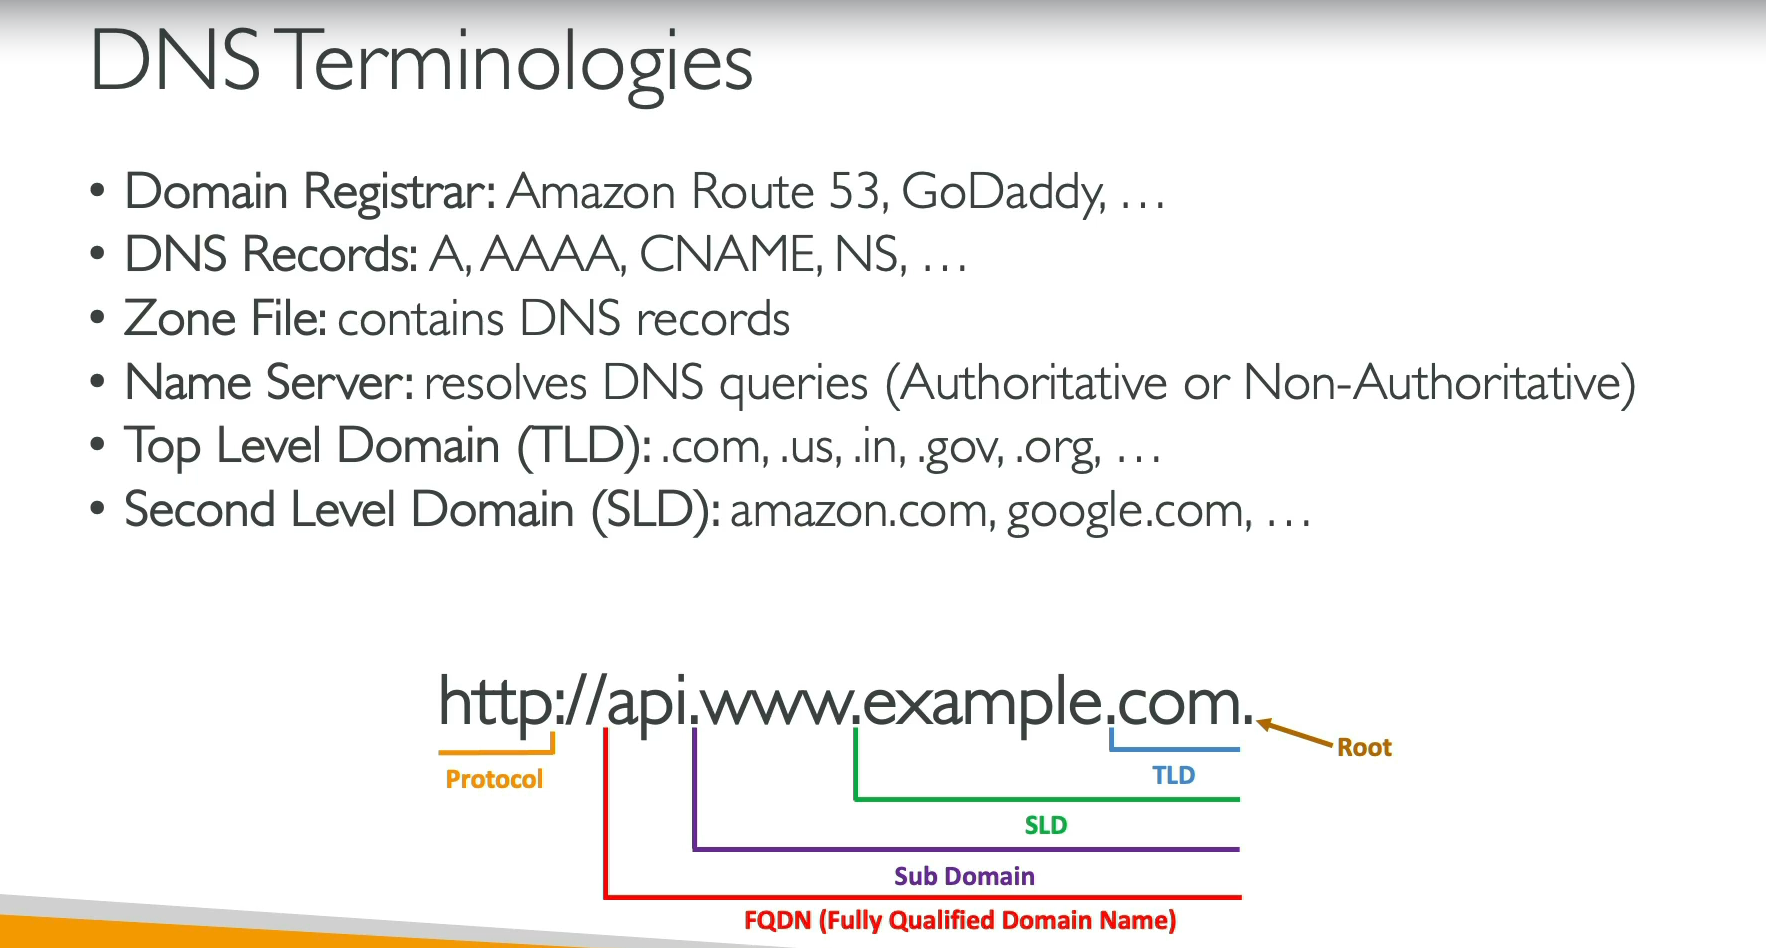 DNS Terminologies
• Domain Registrar: Amazon Route 53, GoDaddy, …
• DNS Records: A, AAAA, CNAME, NS, …
• Zone File: contains DNS records
• Name Server: resolves DNS queries (Authoritative or Non-Authoritative)
• Top Level Domain (TLD): .com, .us, .in, .gov, .org, …
• Second Level Domain (SLD): amazon.com, google.com, …
http://api.www.example.com.
Root
Protocol
TLD
SLD
Sub Domain
FQDN (Fully Qualified Domain Name)